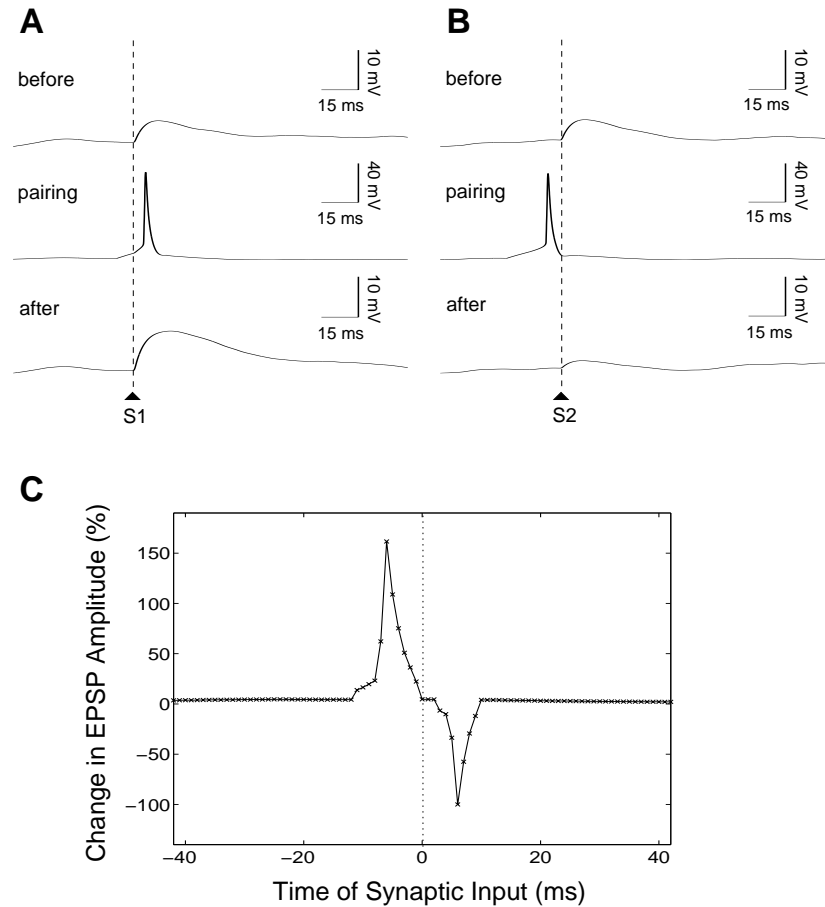 A
before
10 mV
15 ms
pairing
40 mV
15 ms
after
10 mV
15 ms
S1
B
before
10 mV
15 ms
pairing
40 mV
15 ms
after
10 mV
15 ms
S2
C
Change in EPSP Amplitude (%)
150
100
50
0
−50
−100
−40
−20
0
20
40
Time of Synaptic Input (ms)